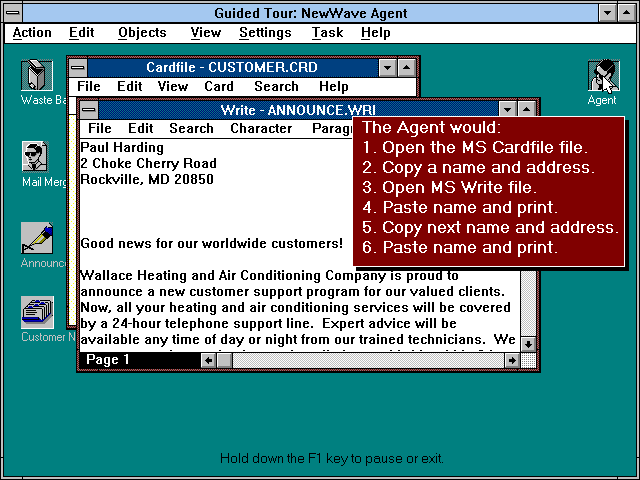 Guided Tour: NewWave Agent
Action Edit Objects View Settings Task Help
Waste Ba
Cardfile - CUSTOMER.CRD
File Edit View Card Search Help
Agent
Write - ANNOUNCE.WRI
File Edit Search Character Paragr
Paul Harding
2 Choke Cherry Road
Rockville, MD 20850
Good news for our worldwide customers!
Wallace Heating and Air Conditioning Company is proud to
announce a new customer support program for our valued clients.
Now, all your heating and air conditioning services will be covered
by a 24-hour telephone support line. Expert advice will be
available any time of day or night from our trained technicians. We
Page 1
The Agent would:
1. Open the MS Cardfile file.
2. Copy a name and address.
3. Open MS Write file.
4. Paste name and print.
5. Copy next name and address.
6. Paste name and print.
Mail Merg
Announc
Customer N
Hold down the F1 key to pause or exit.